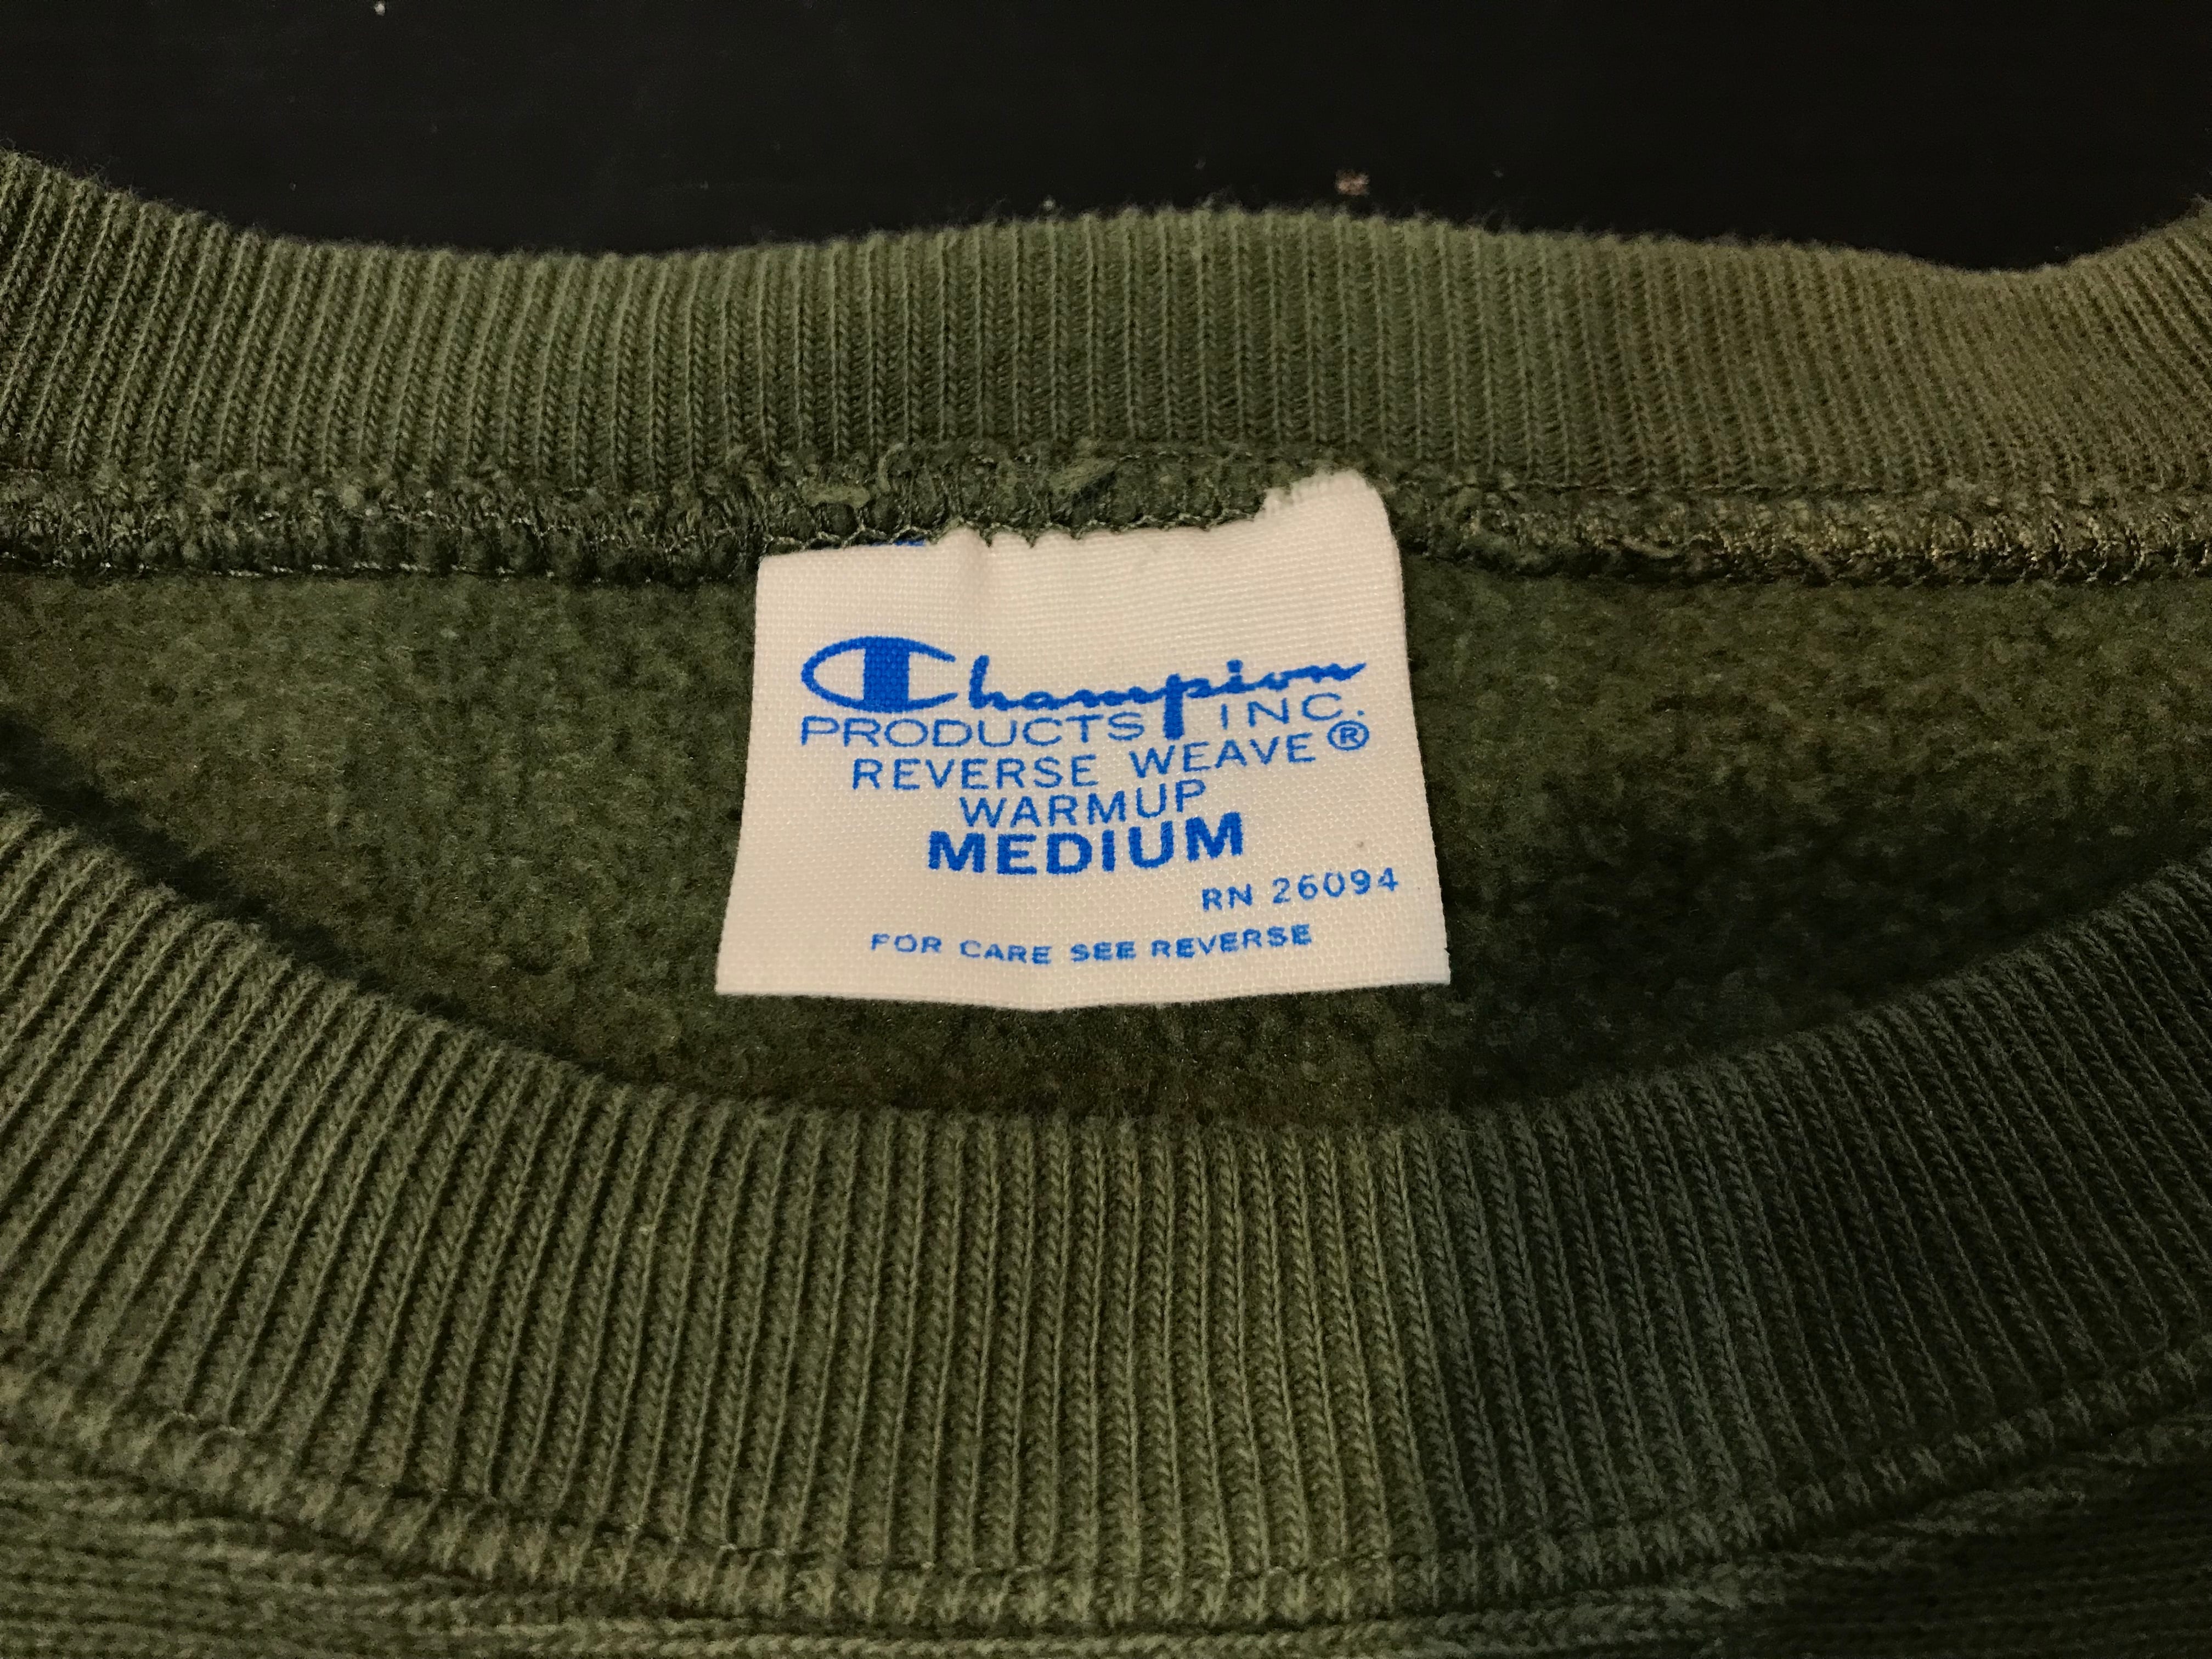 Champion
PRODUCTS INC.
REVERSE WEAVE®
WARMUP
MEDIUM
RN 26094
FOR CARE SEE REVERSE